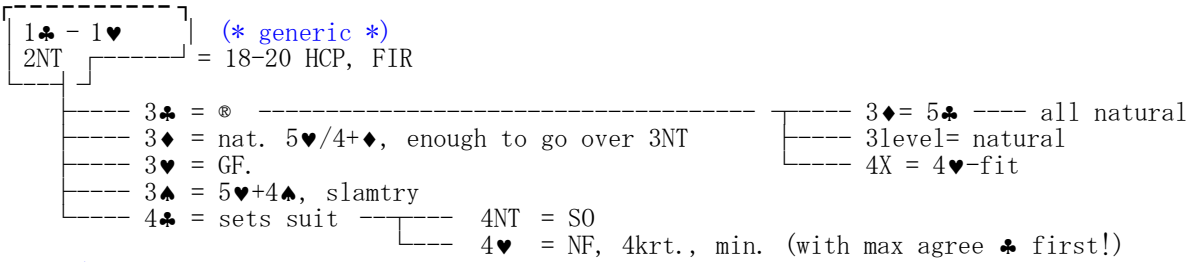 1♣ - 1♥ (* generic *)
2NT = 18-20 HCP, FIR
3♣ = ® 3♦= 5♣ ---- all natural
3♦ = nat. 5♥/4+♦, enough to go over 3NT 3level= natural
3♥ = GF. 4X = 4♥-fit
3♠ = 5♥+4♠, slamtry
4♣ = sets suit 4NT = SO
4♥ = NF, 4krt., min. (with max agree ♣ first!)